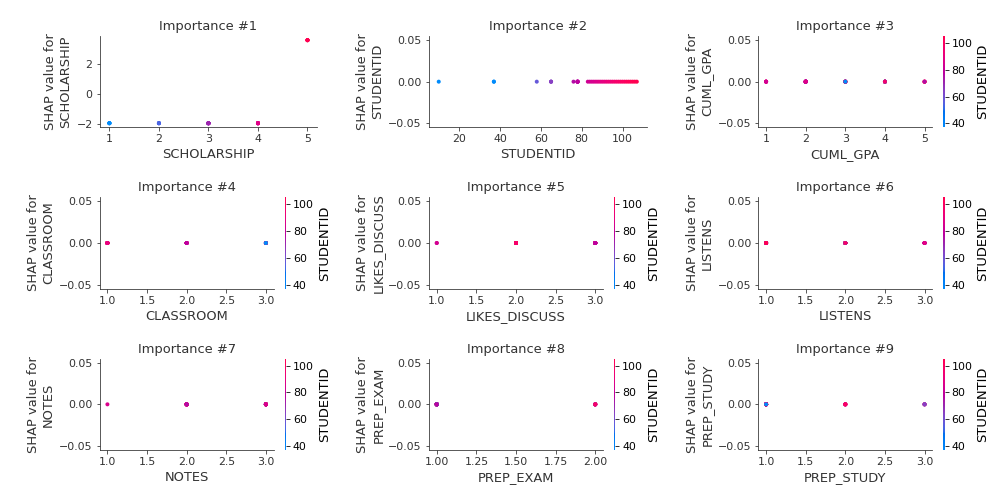 Importance #1
SHAP value for
SCHOLARSHIP
2
0
−2
1 2 3 4 5
SCHOLARSHIP
Importance #2
SHAP value for
STUDENTID
0.05
0.00
−0.05
20 40 60 80 100
STUDENTID
Importance #3
SHAP value for
CUML_GPA
0.05
0.00
−0.05
1 2 3 4 5
CUML_GPA
100
80
60
40
STUDENTID
Importance #4
SHAP value for
CLASSROOM
0.05
0.00
−0.05
1.0 1.5 2.0 2.5 3.0
CLASSROOM
100
80
60
40
STUDENTID
Importance #5
SHAP value for
LIKES_DISCUSS
0.05
0.00
−0.05
1.0 1.5 2.0 2.5 3.0
LIKES_DISCUSS
100
80
60
40
STUDENTID
Importance #6
SHAP value for
LISTENS
0.05
0.00
−0.05
1.0 1.5 2.0 2.5 3.0
LISTENS
100
80
60
40
STUDENTID
Importance #7
SHAP value for
NOTES
0.05
0.00
−0.05
1.0 1.5 2.0 2.5 3.0
NOTES
100
80
60
40
STUDENTID
Importance #8
SHAP value for
PREP_EXAM
0.05
0.00
−0.05
1.00 1.25 1.50 1.75 2.00
PREP_EXAM
100
80
60
40
STUDENTID
Importance #9
SHAP value for
PREP_STUDY
0.05
0.00
−0.05
1.0 1.5 2.0 2.5 3.0
PREP_STUDY
100
80
60
40
STUDENTID